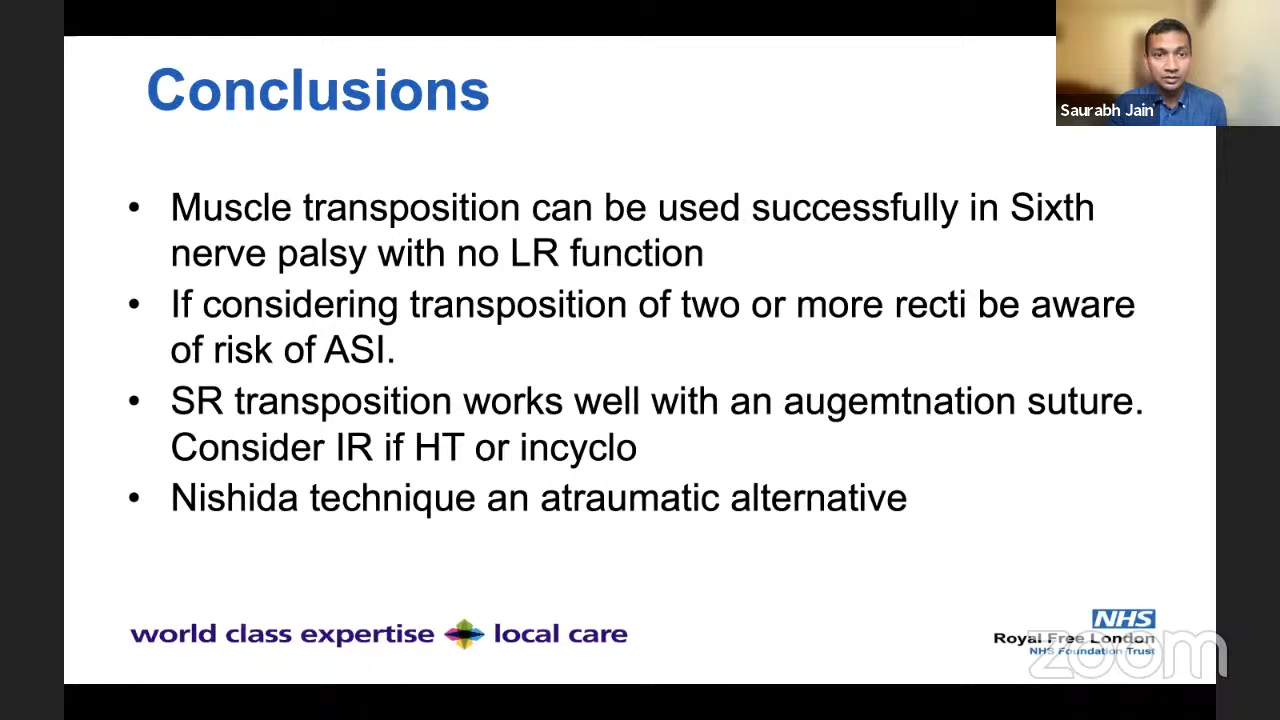 Conclusions
Saurabh Jain
• Muscle transposition can be used successfully in Sixth
nerve palsy with no LR function
• If considering transposition of two or more recti be aware
of risk of ASI.
• SR transposition works well with an augemtnation suture.
Consider IR if HT or incyclo
• Nishida technique an atraumatic alternative
world class expertise local care
NHS
Royal Free London
NHS Foundation Trust
zoom